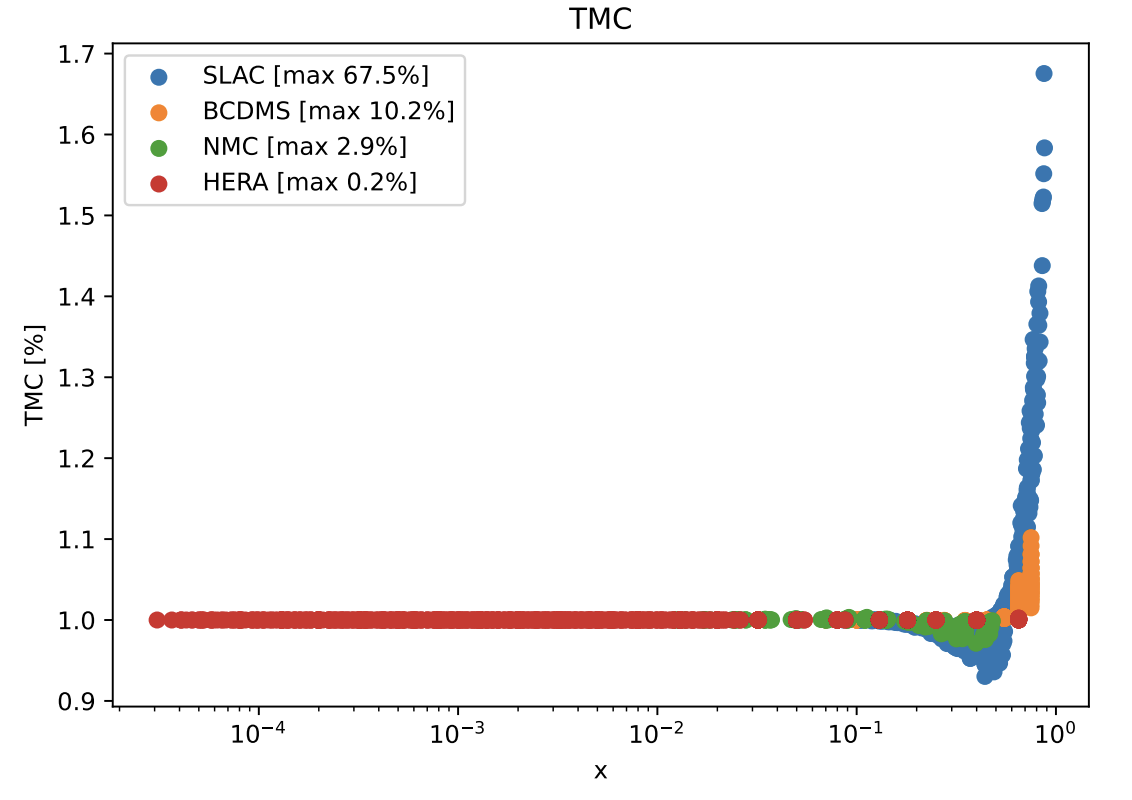 TMC
1.7
1.6
1.5
1.4
1.3
1.2
1.1
1.0
0.9
TMC [%]
SLAC [max 67.5%]
BCDMS [max 10.2%]
NMC [max 2.9%]
HERA [max 0.2%]
10⁻⁴ 10⁻³ 10⁻² 10⁻¹ 10⁰
x